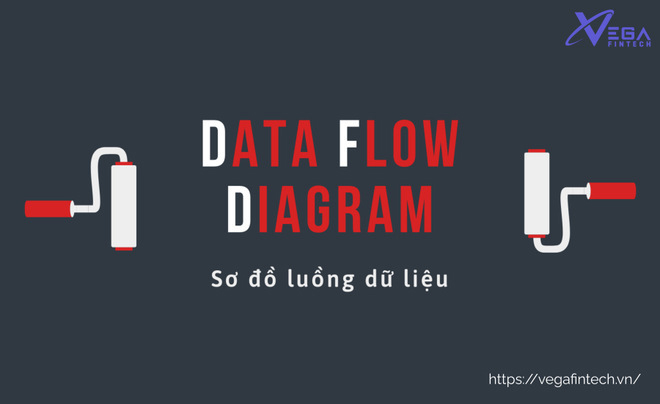 VEGA
FINTECH
DATA FLOW
DIAGRAM
Sơ đồ luồng dữ liệu
https://vegafintech.vn/